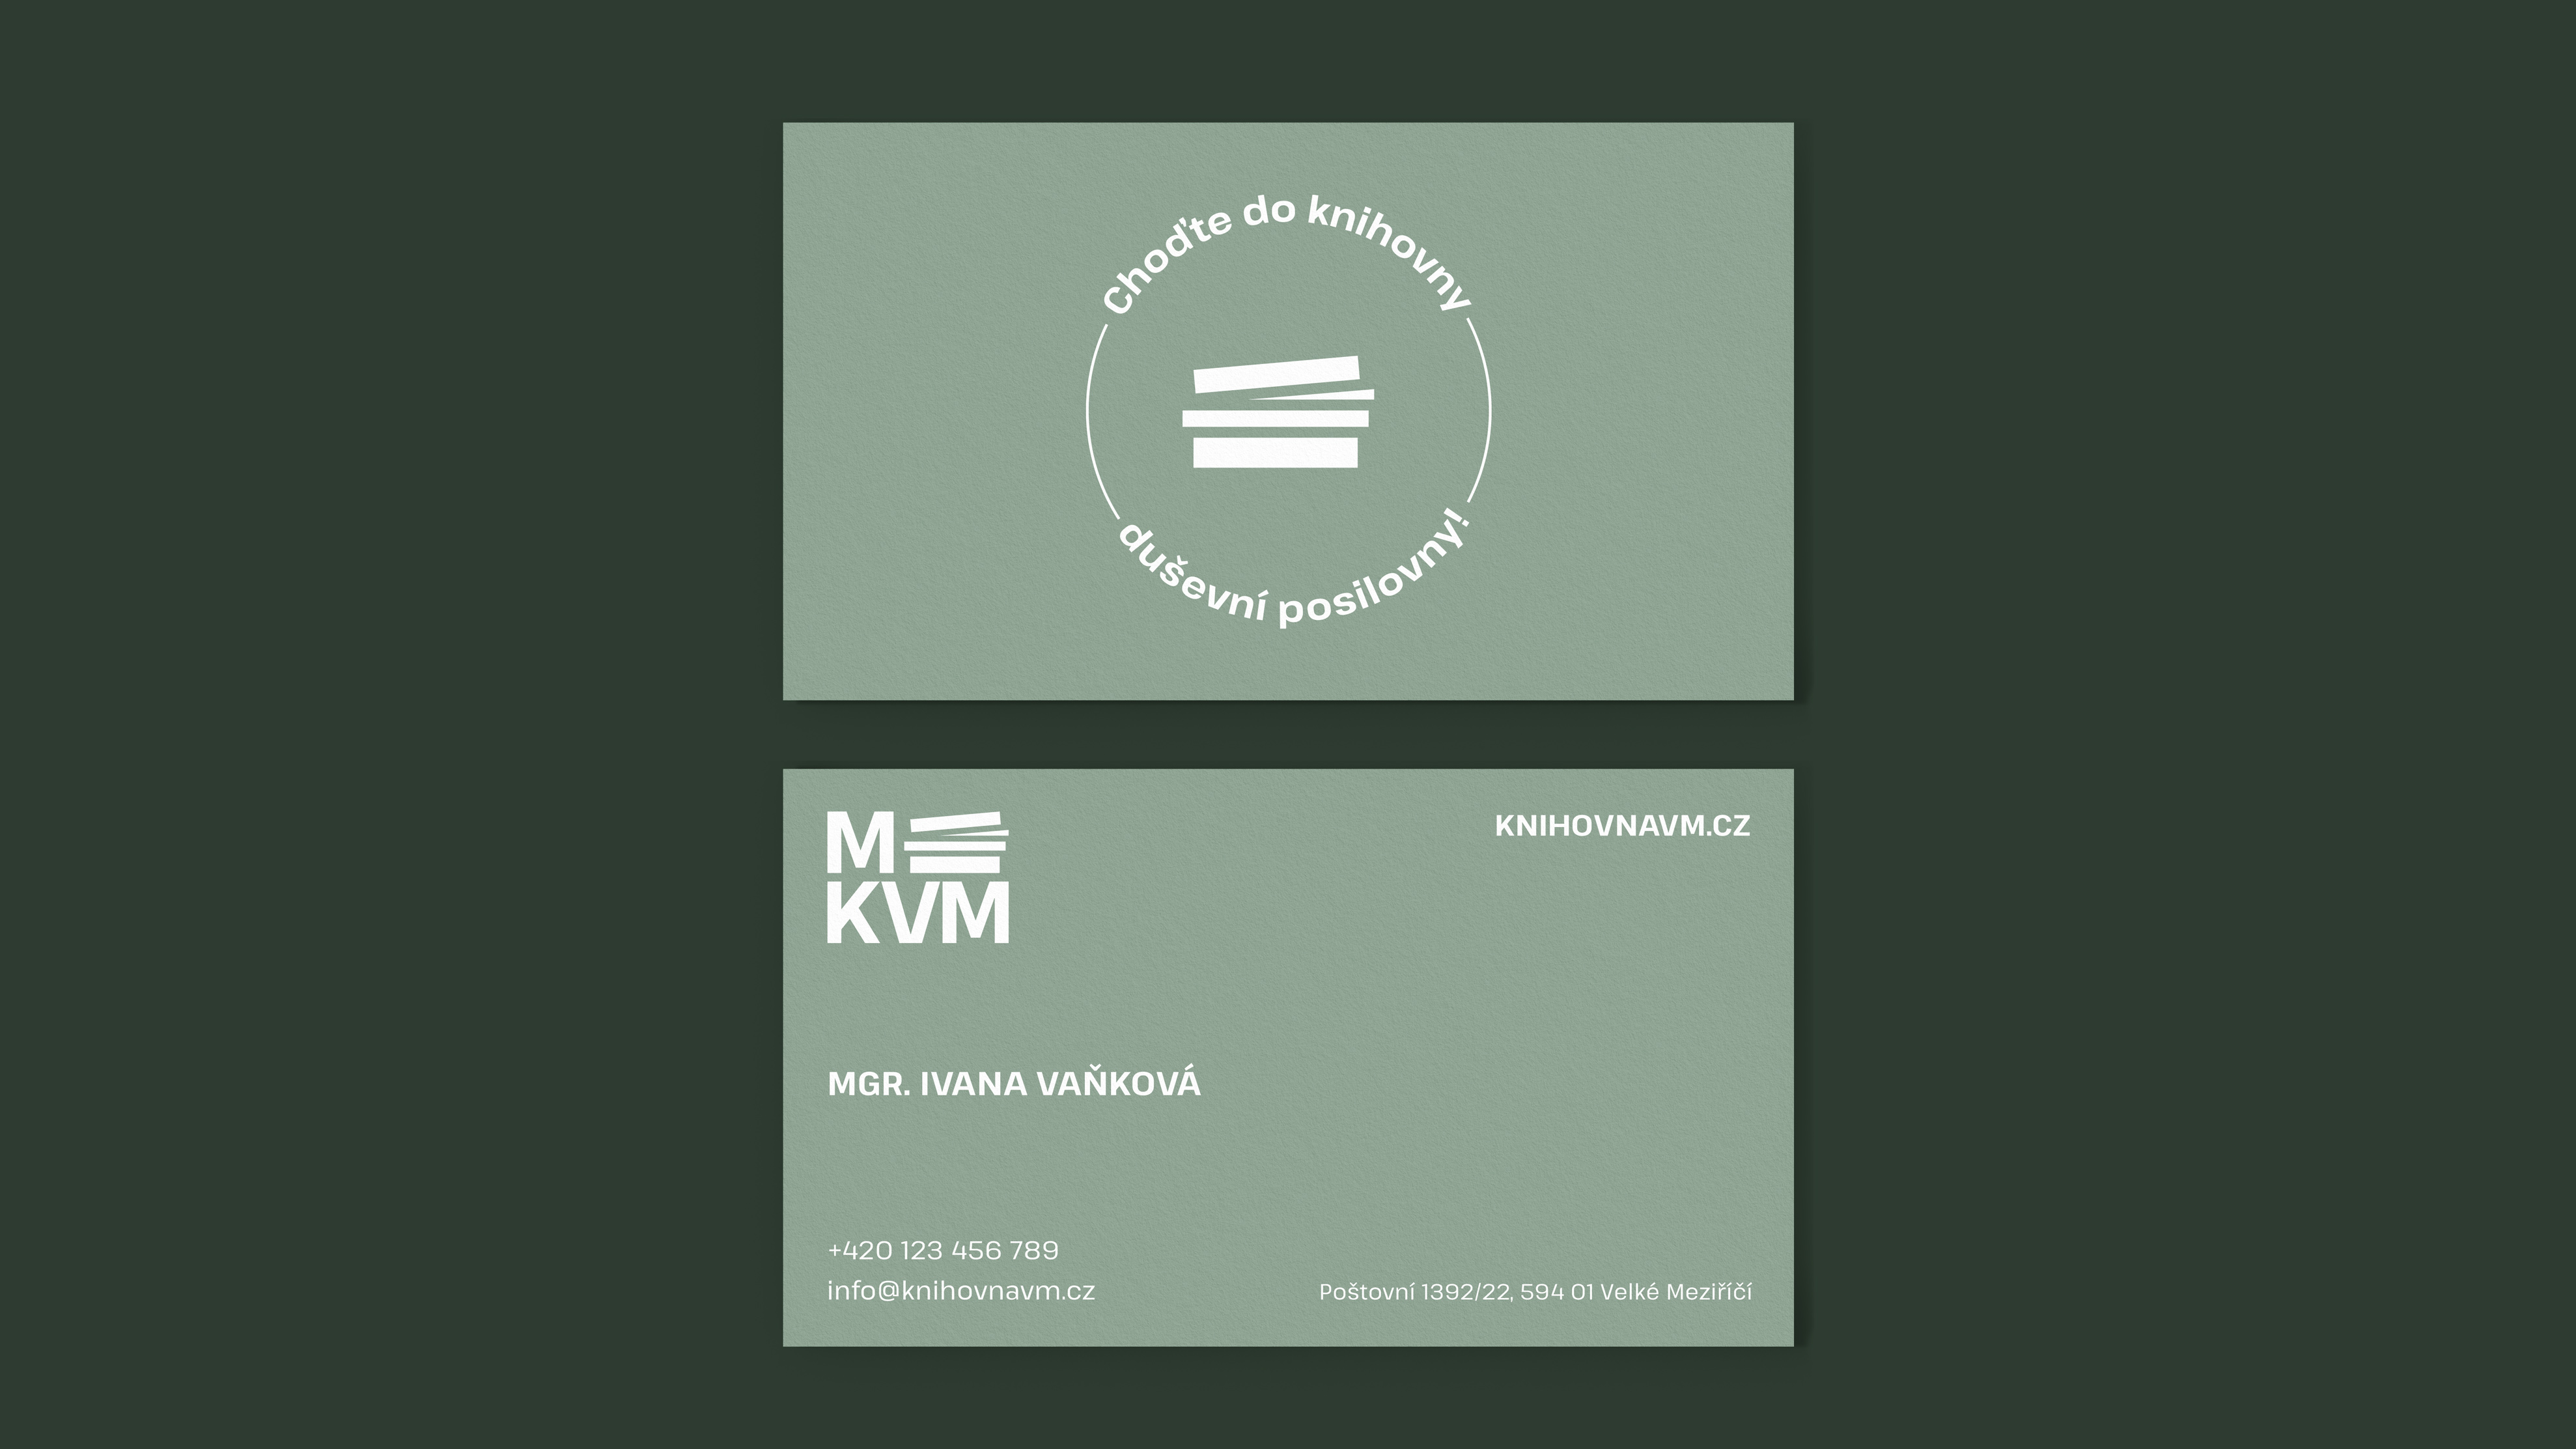 Choďte do knihovny
duševní posilovny!
M
KVM
KNIHOVNAVM.CZ
MGR. IVANA VAŇKOVÁ
+420 123 456 789
info@knihovnavm.cz
Poštovní 1392/22, 594 01 Velké Meziříčí